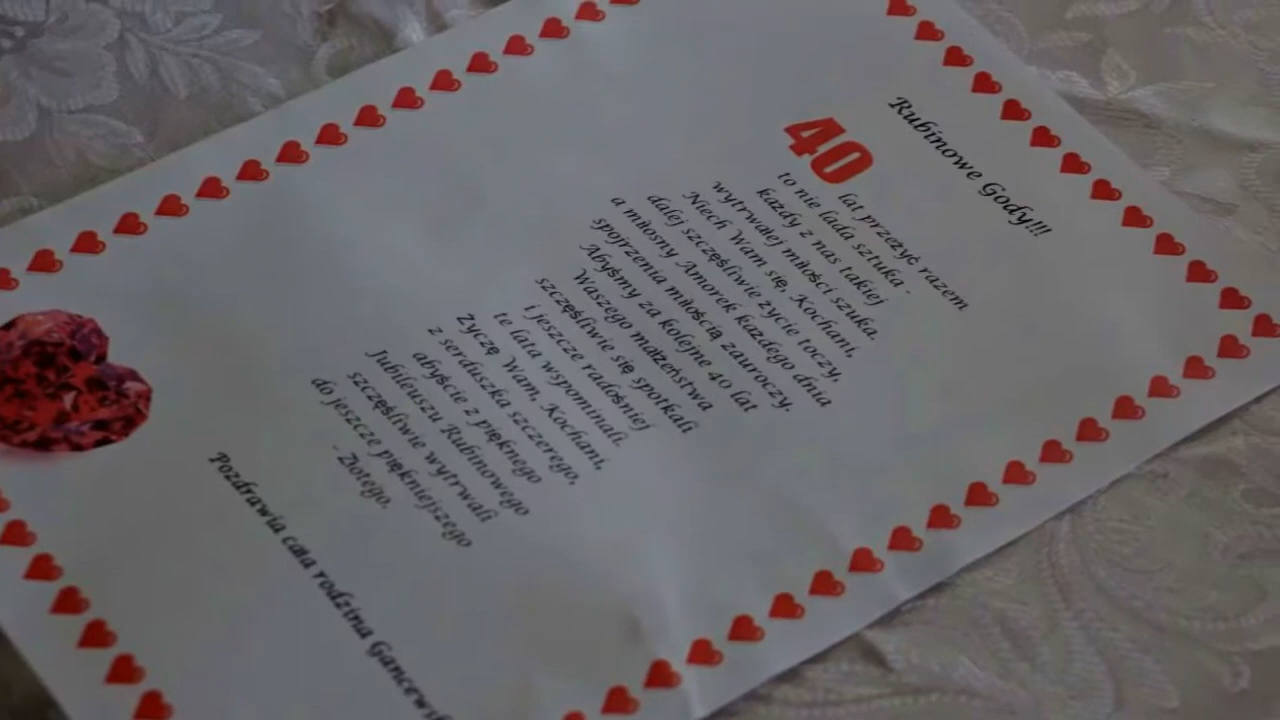 Rubinowe Gody!!!
40 lat przeżyć razem
to nie lada sztuka -
każdy z nas takiej
wytrwałej miłości szuka.
Niech Wam się, Kochani,
dalej szczęśliwie życie toczy,
a miłosny Amorek każdego dnia
spojrzenia miłością zauroczy.
Abyśmy za kolejne 40 lat
Waszego małżeństwa
szczęśliwie się spotkali
i jeszcze radośniej
te lata wspominali.
Życzę Wam, Kochani,
z serduszka szczerego,
abyście z pięknego
Jubileuszu Rubinowego
szczęśliwie wytrwali
do jeszcze piękniejszego
- Złotego.
Pozdrawia cała rodzina